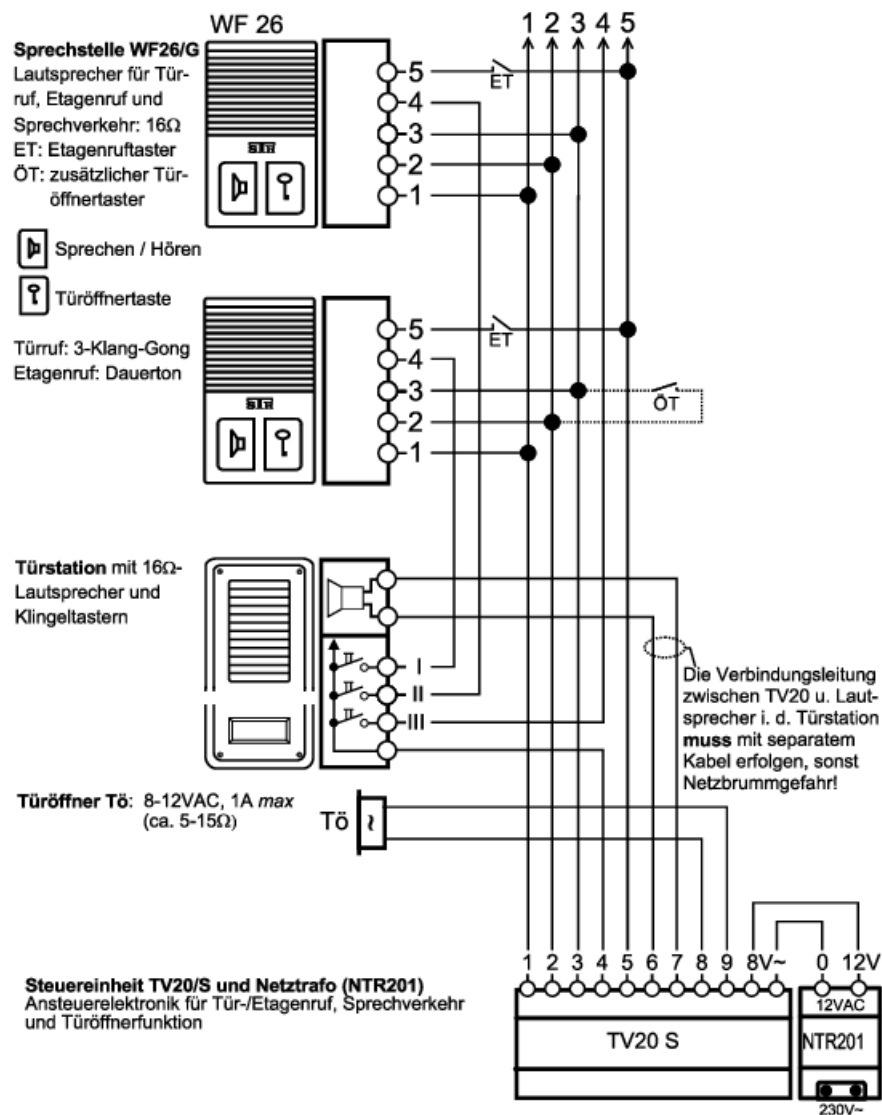 WF 26
1 2 3 4 5
Sprechstelle WF26/G
Lautsprecher für Tür-
ruf, Etagenruf und
Sprechverkehr: 16Ω
ET: Etagenruftaster
ÖT: zusätzlicher Tür-
öffnertaster
5
ET
4
3
2
1
STR
Sprechen / Hören
Türöffnertaste
Türruf: 3-Klang-Gong
Etagenruf: Dauerton
5
ET
4
3
ÖT
2
1
STR
Türstation mit 16Ω-
Lautsprecher und
Klingeltastern
I
II
III
Die Verbindungsleitung
zwischen TV20 u. Laut-
sprecher i. d. Türstation
muss mit separatem
Kabel erfolgen, sonst
Netzbrummgefahr!
Türöffner Tö: 8-12VAC, 1A max
(ca. 5-15Ω)
Tö
~
1 2 3 4 5 6 7 8 9 8V~ 0 12V
Steuereinheit TV20/S und Netztrafo (NTR201)
Ansteuerelektronik für Tür-/Etagenruf, Sprechverkehr
und Türöffnerfunktion
12VAC
TV20 S
NTR201
230V~